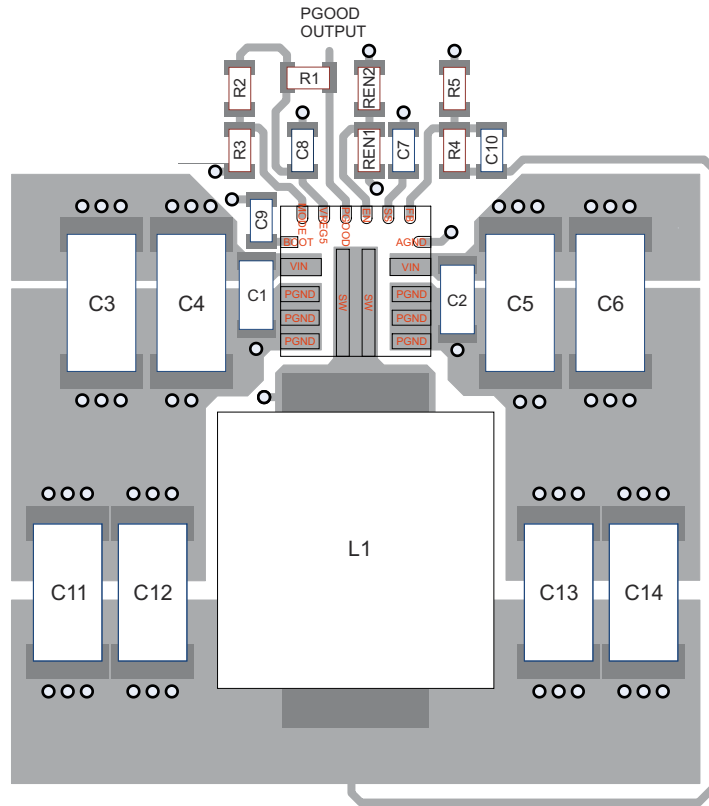 PGOOD
OUTPUT
R2
R1
REN2
R5
R3
C8
REN1
C7
R4
C10
C9
MODE
VREG5
PGOOD
EN
SS
FB
BOOT
AGND
C3
C4
C1
VIN
VIN
C2
C5
C6
PGND
PGND
SW
SW
PGND
PGND
PGND
PGND
L1
C11
C12
C13
C14